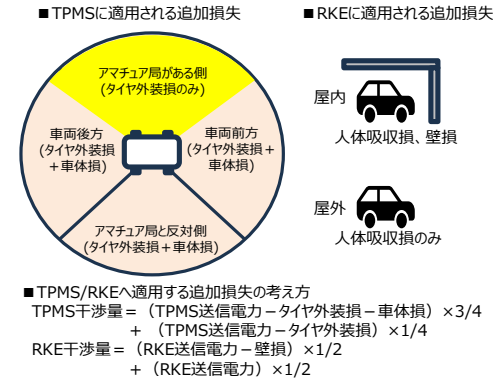 ■TPMSに適用される追加損失
■RKEに適用される追加損失
アマチュア局がある側
(タイヤ外装損のみ)
車両後方
(タイヤ外装損
＋車体損)
車両前方
(タイヤ外装損＋
車体損)
アマチュア局と反対側
(タイヤ外装損＋車体損)
屋内
人体吸収損、壁損
屋外
人体吸収損のみ
■TPMS/RKEへ適用する追加損失の考え方
TPMS干渉量＝（TPMS送信電力－タイヤ外装損－車体損）×3/4
＋（TPMS送信電力－タイヤ外装損）×1/4
RKE干渉量＝（RKE送信電力－壁損）×1/2
＋（RKE送信電力）×1/2